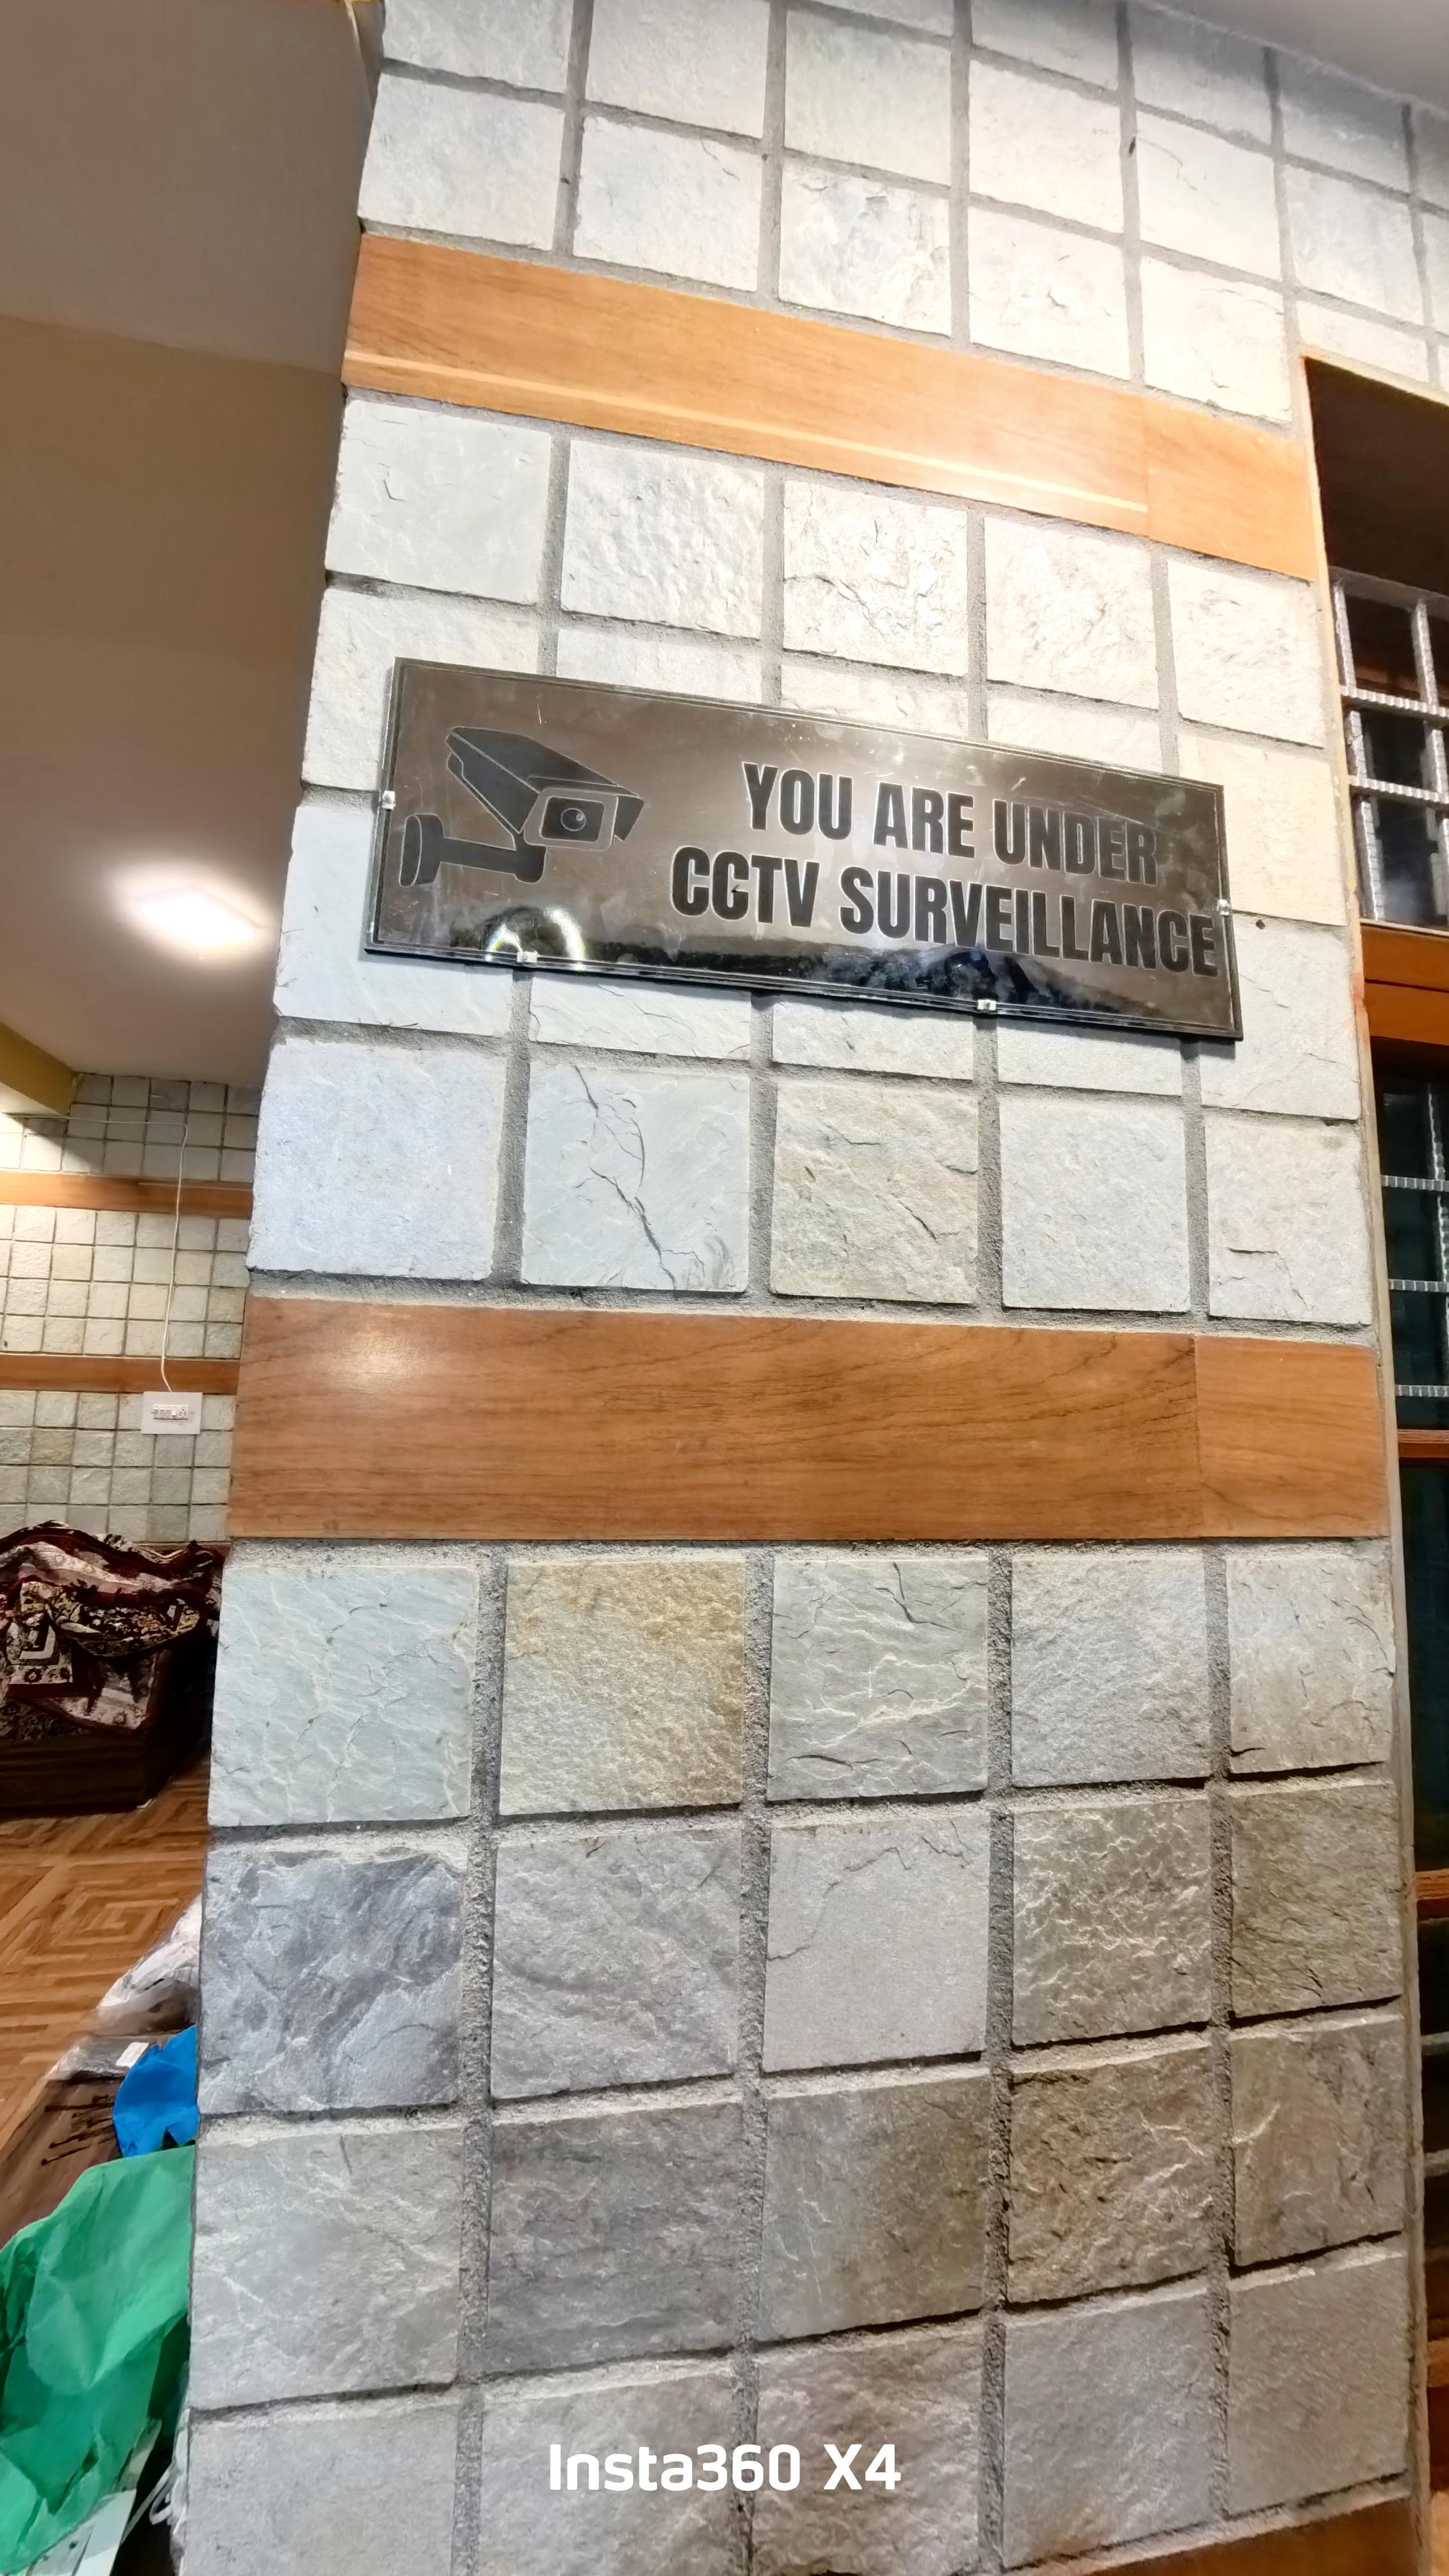 YOU ARE UNDER
CCTV SURVEILLANCE
Insta360 X4